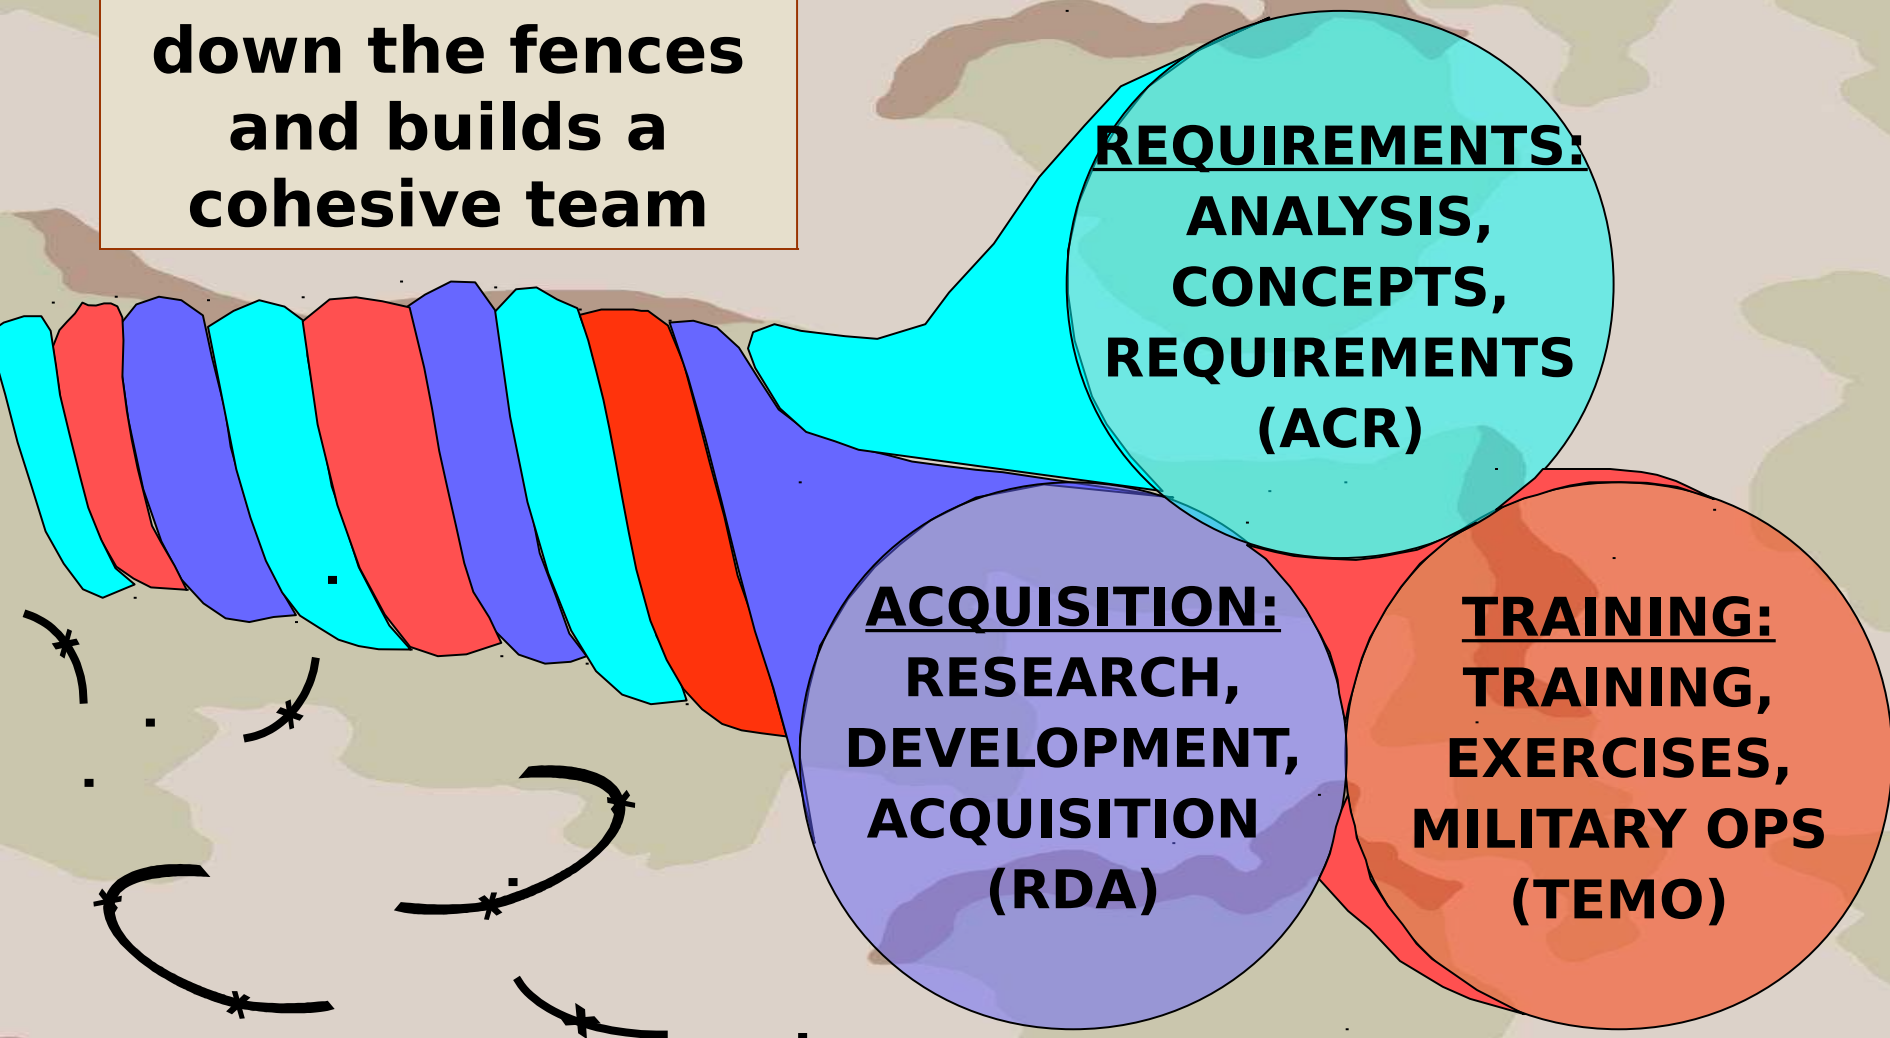 down the fences
and builds a
cohesive team
REQUIREMENTS:
ANALYSIS,
CONCEPTS,
REQUIREMENTS
(ACR)
ACQUISITION:
RESEARCH,
DEVELOPMENT,
ACQUISITION
(RDA)
TRAINING:
TRAINING,
EXERCISES,
MILITARY OPS
(TEMO)